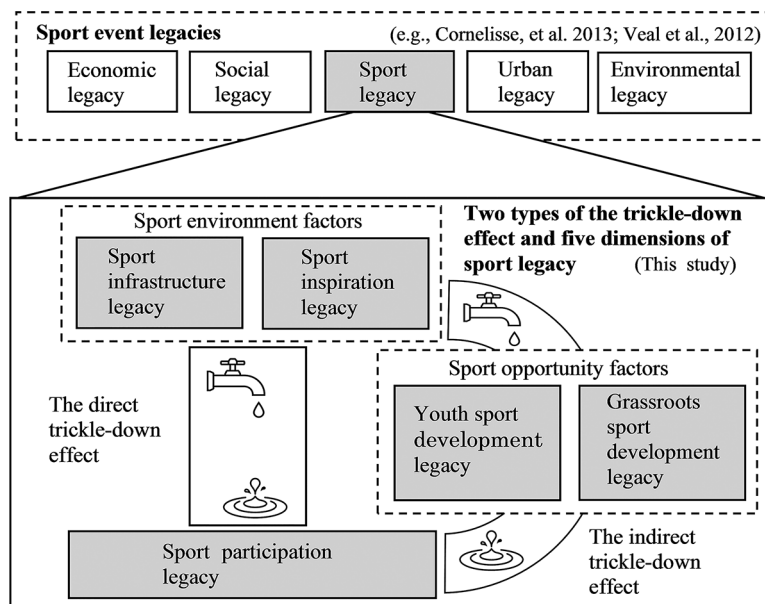 Sport event legacies (e.g., Cornelisse, et al. 2013; Veal et al., 2012)
Economic
legacy
Social
legacy
Sport
legacy
Urban
legacy
Environmental
legacy
Sport environment factors
Sport
infrastructure
legacy
Sport
inspiration
legacy
Two types of the trickle-down
effect and five dimensions of
sport legacy (This study)
The direct
trickle-down
effect
Sport opportunity factors
Youth sport
development
legacy
Grassroots
sport
development
legacy
Sport participation
legacy
The indirect
trickle-down
effect